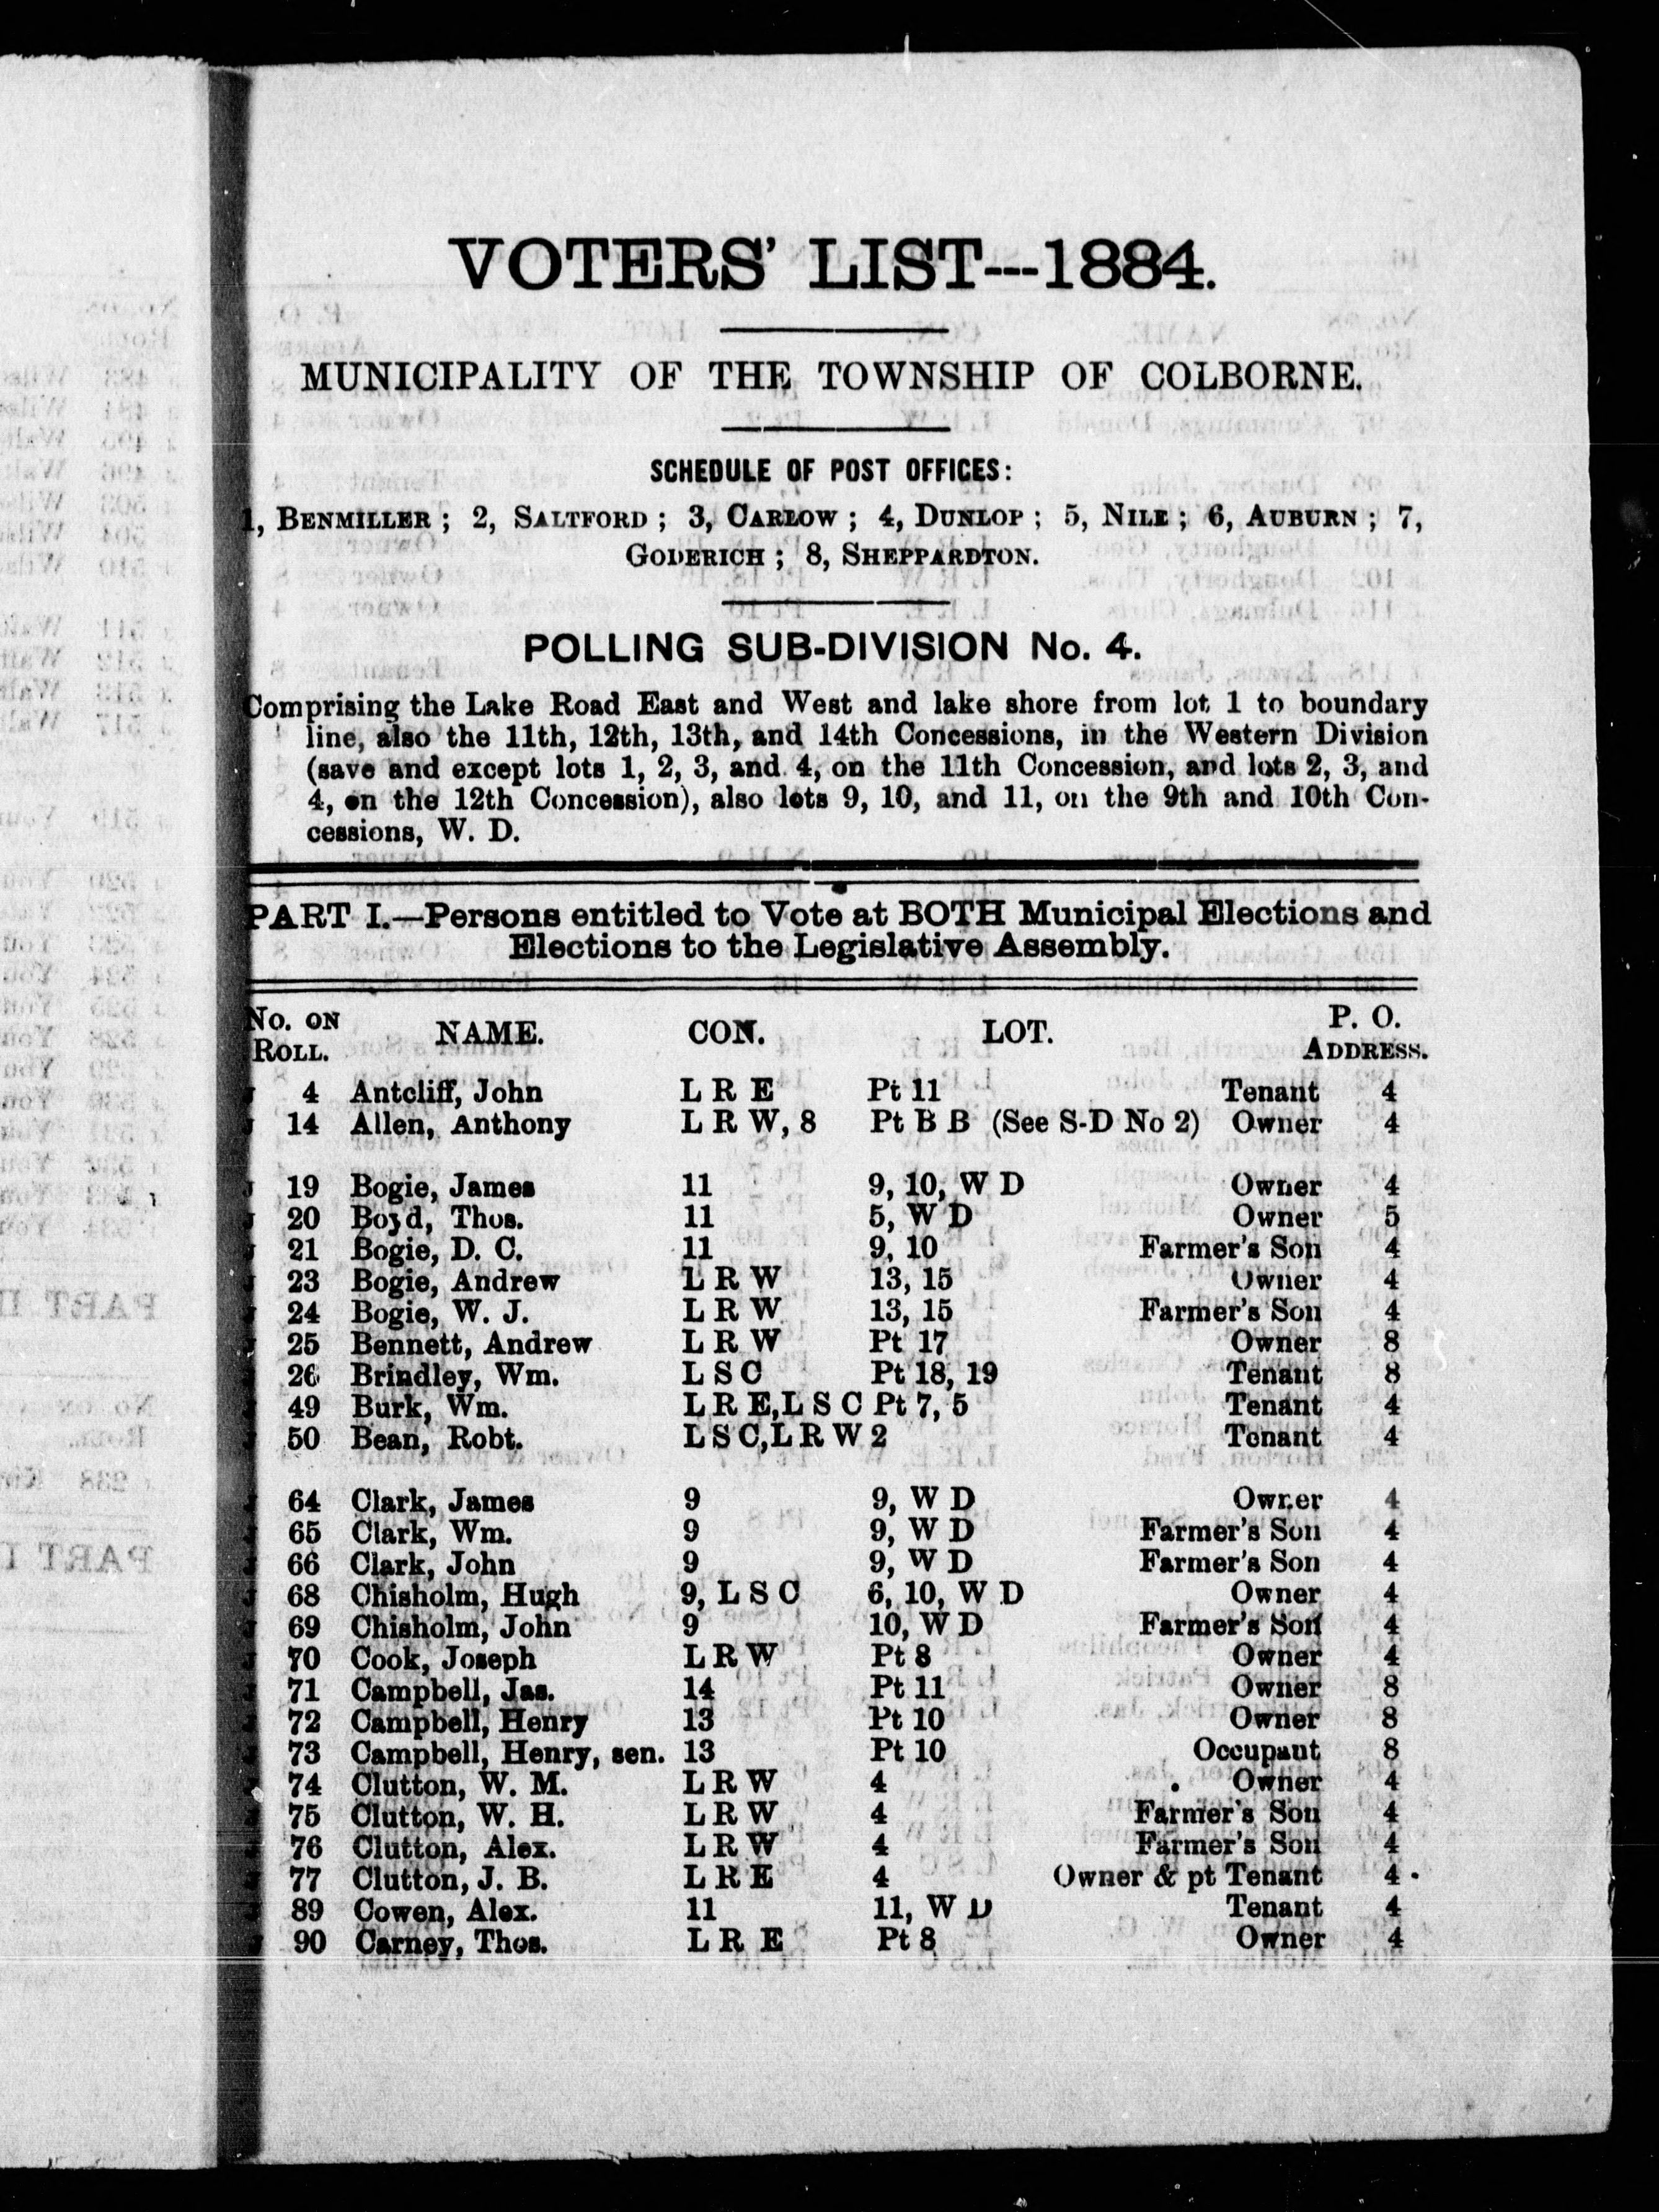 VOTERS' LIST---1884.
MUNICIPALITY OF THE TOWNSHIP OF COLBORNE.
SCHEDULE OF POST OFFICES:
1, BENMILLER; 2, SALTFORD; 3, CARLOW; 4, DUNLOP; 5, NILE; 6, AUBURN; 7,
GODERICH; 8, SHEPPARDTON.
POLLING SUB-DIVISION No. 4.
Comprising the Lake Road East and West and lake shore from lot 1 to boundary
line, also the 11th, 12th, 13th, and 14th Concessions, in the Western Division
(save and except lots 1, 2, 3, and 4, on the 11th Concession, and lots 2, 3, and
4, on the 12th Concession), also lots 9, 10, and 11, on the 9th and 10th Con-
cessions, W. D.
PART I.—Persons entitled to Vote at BOTH Municipal Elections and
Elections to the Legislative Assembly.
No. ON ROLL. NAME. CON. LOT. P. O. ADDRESS.
4 Antcliff, John L R E Pt 11 Tenant 4
14 Allen, Anthony L R W, 8 Pt B B (See S-D No 2) Owner 4
19 Bogie, James 11 9, 10, W D Owner 4
20 Boyd, Thos. 11 5, W D Owner 5
21 Bogie, D. C. 11 9, 10 Farmer's Son 4
23 Bogie, Andrew L R W 13, 15 Owner 4
24 Bogie, W. J. L R W 13, 15 Farmer's Son 4
25 Bennett, Andrew L R W Pt 17 Owner 8
26 Brindley, Wm. L S C Pt 18, 19 Tenant 8
49 Burk, Wm. L R E, L S C Pt 7, 5 Tenant 4
50 Bean, Robt. L S C, L R W 2 Tenant 4
64 Clark, James 9 9, W D Owner 4
65 Clark, Wm. 9 9, W D Farmer's Son 4
66 Clark, John 9 9, W D Farmer's Son 4
68 Chisholm, Hugh 9, L S C 6, 10, W D Owner 4
69 Chisholm, John 9 10, W D Farmer's Son 4
70 Cook, Joseph L R W Pt 8 Owner 4
71 Campbell, Jas. 14 Pt 11 Owner 8
72 Campbell, Henry 13 Pt 10 Owner 8
73 Campbell, Henry, sen. 13 Pt 10 Occupant 8
74 Clutton, W. M. L R W 4 Owner 4
75 Clutton, W. H. L R W 4 Farmer's Son 4
76 Clutton, Alex. L R W 4 Farmer's Son 4
77 Clutton, J. B. L R E 4 Owner & pt Tenant 4
89 Cowen, Alex. 11 11, W D Tenant 4
90 Carney, Thos. L R E Pt 8 Owner 4